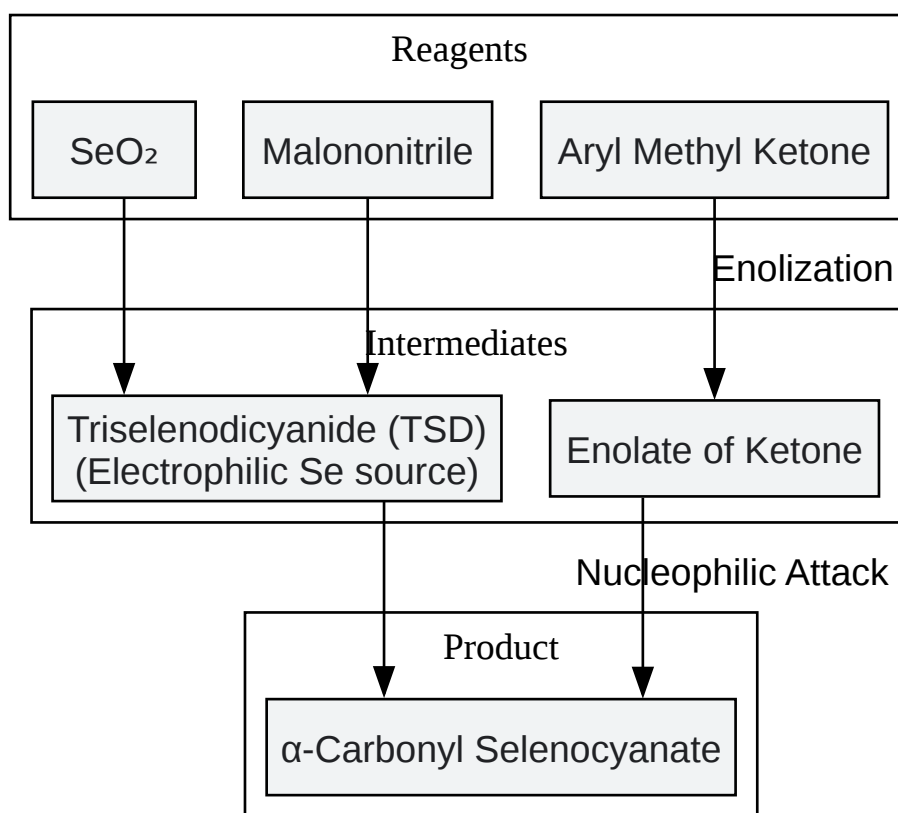 Reagents
SeO₂
Malononitrile
Aryl Methyl Ketone
Enolization
Intermediates
Triselenodicyanide (TSD)
(Electrophilic Se source)
Enolate of Ketone
Nucleophilic Attack
Product
α-Carbonyl Selenocyanate